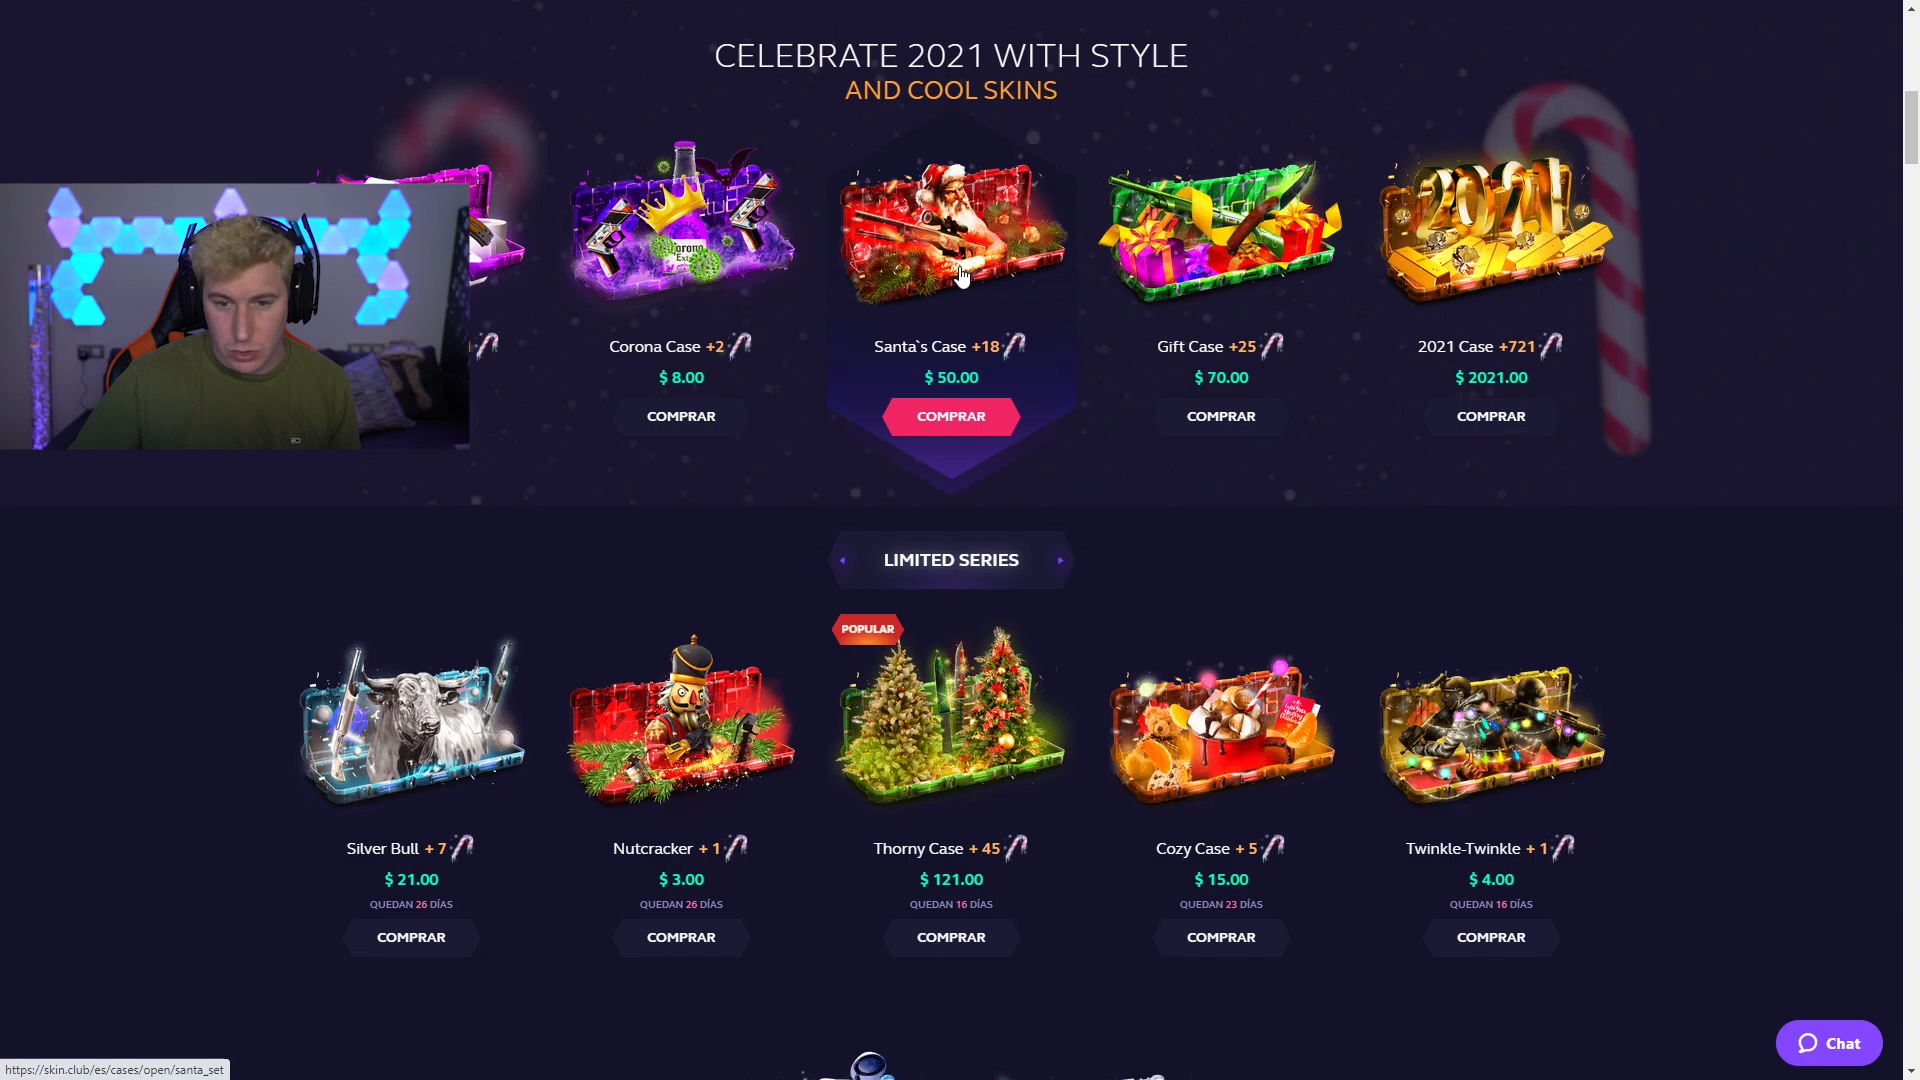 CELEBRATE 2021 WITH STYLE
AND COOL SKINS
2021
Corona Case +2
Santa`s Case +18
Gift Case +25
2021 Case +721
$ 8.00
$ 50.00
$ 70.00
$ 2021.00
COMPRAR
COMPRAR
COMPRAR
COMPRAR
LIMITED SERIES
POPULAR
Silver Bull + 7
Nutcracker + 1
Thorny Case + 45
Cozy Case + 5
Twinkle-Twinkle + 1
$ 21.00
$ 3.00
$ 121.00
$ 15.00
$ 4.00
QUEDAN 26 DÍAS
QUEDAN 26 DÍAS
QUEDAN 16 DÍAS
QUEDAN 23 DÍAS
QUEDAN 16 DÍAS
COMPRAR
COMPRAR
COMPRAR
COMPRAR
COMPRAR
Chat
https://skin.club/es/cases/open/santa_set